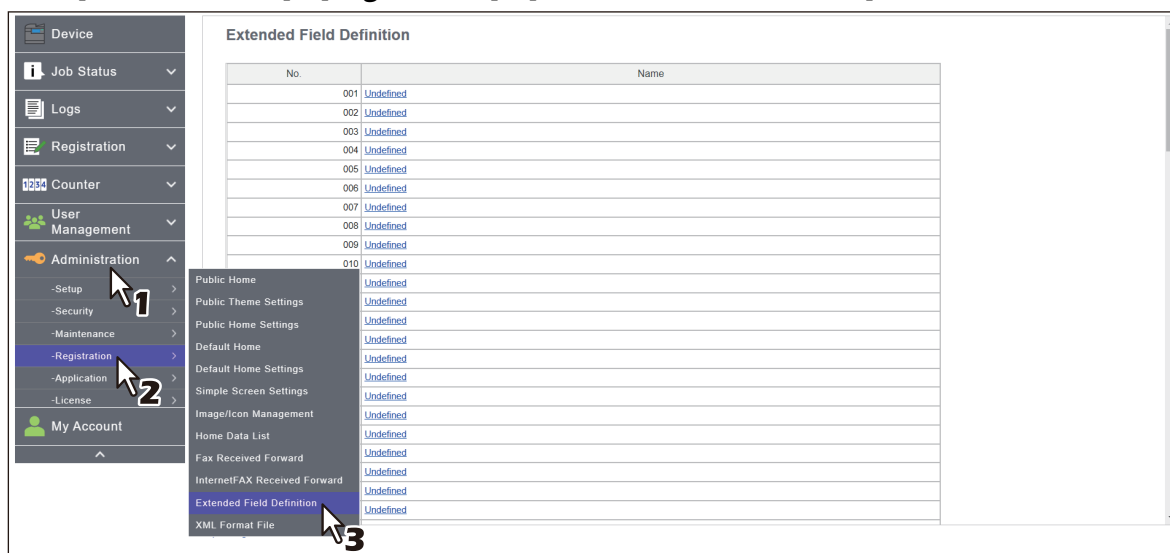 Device
Job Status
Logs
Registration
1234 Counter
User
Management
Administration
-Setup
-Security
-Maintenance
-Registration
-Application
-License
My Account
1
2
Public Home
Public Theme Settings
Public Home Settings
Default Home
Default Home Settings
Simple Screen Settings
Image/Icon Management
Home Data List
Fax Received Forward
InternetFAX Received Forward
Extended Field Definition
XML Format File
3
Extended Field Definition
No. Name
001 Undefined
002 Undefined
003 Undefined
004 Undefined
005 Undefined
006 Undefined
007 Undefined
008 Undefined
009 Undefined
010 Undefined
Undefined
Undefined
Undefined
Undefined
Undefined
Undefined
Undefined
Undefined
Undefined
Undefined
Undefined
Undefined
Undefined